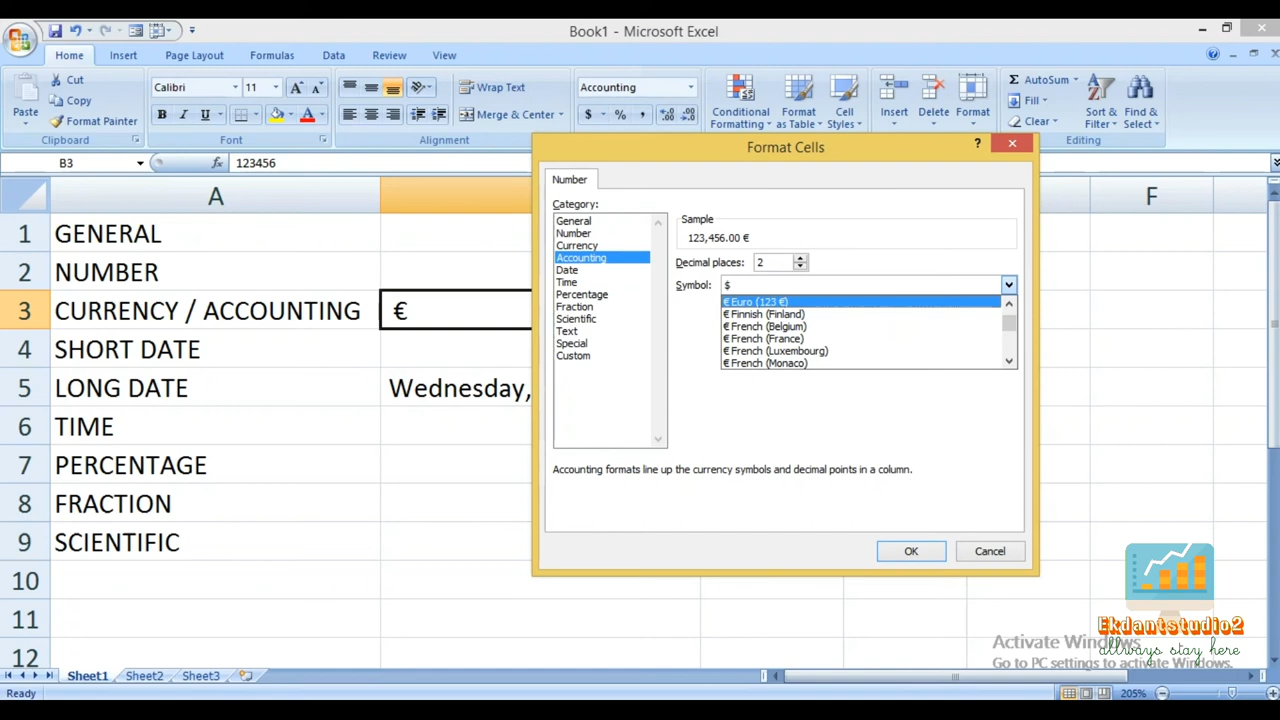 Book1 - Microsoft Excel
Home Insert Page Layout Formulas Data Review View
Cut
Copy
Format Painter
Paste
Clipboard
Calibri 11
B I U
A
Font
Wrap Text
Merge & Center
Alignment
Accounting
$ % ,
Conditional Formatting
Format as Table
Cell Styles
Insert
Delete
Format
AutoSum
Fill
Clear
Sort & Filter
Find & Select
Editing
B3 fx 123456
A F
1 GENERAL
2 NUMBER
3 CURRENCY / ACCOUNTING €
4 SHORT DATE
5 LONG DATE Wednesday,
6 TIME
7 PERCENTAGE
8 FRACTION
9 SCIENTIFIC
10
11
12
Format Cells
?
Number
Category:
General
Number
Currency
Accounting
Date
Time
Percentage
Fraction
Scientific
Text
Special
Custom
Sample
123,456.00 €
Decimal places: 2
Symbol: $
€ Euro (123 €)
€ Finnish (Finland)
€ French (Belgium)
€ French (France)
€ French (Luxembourg)
€ French (Monaco)
Accounting formats line up the currency symbols and decimal points in a column.
OK Cancel
Ekdantstudio2
allways stay here
Activate Windows
Go to PC settings to activate Windows.
Sheet1 Sheet2 Sheet3
Ready
205%